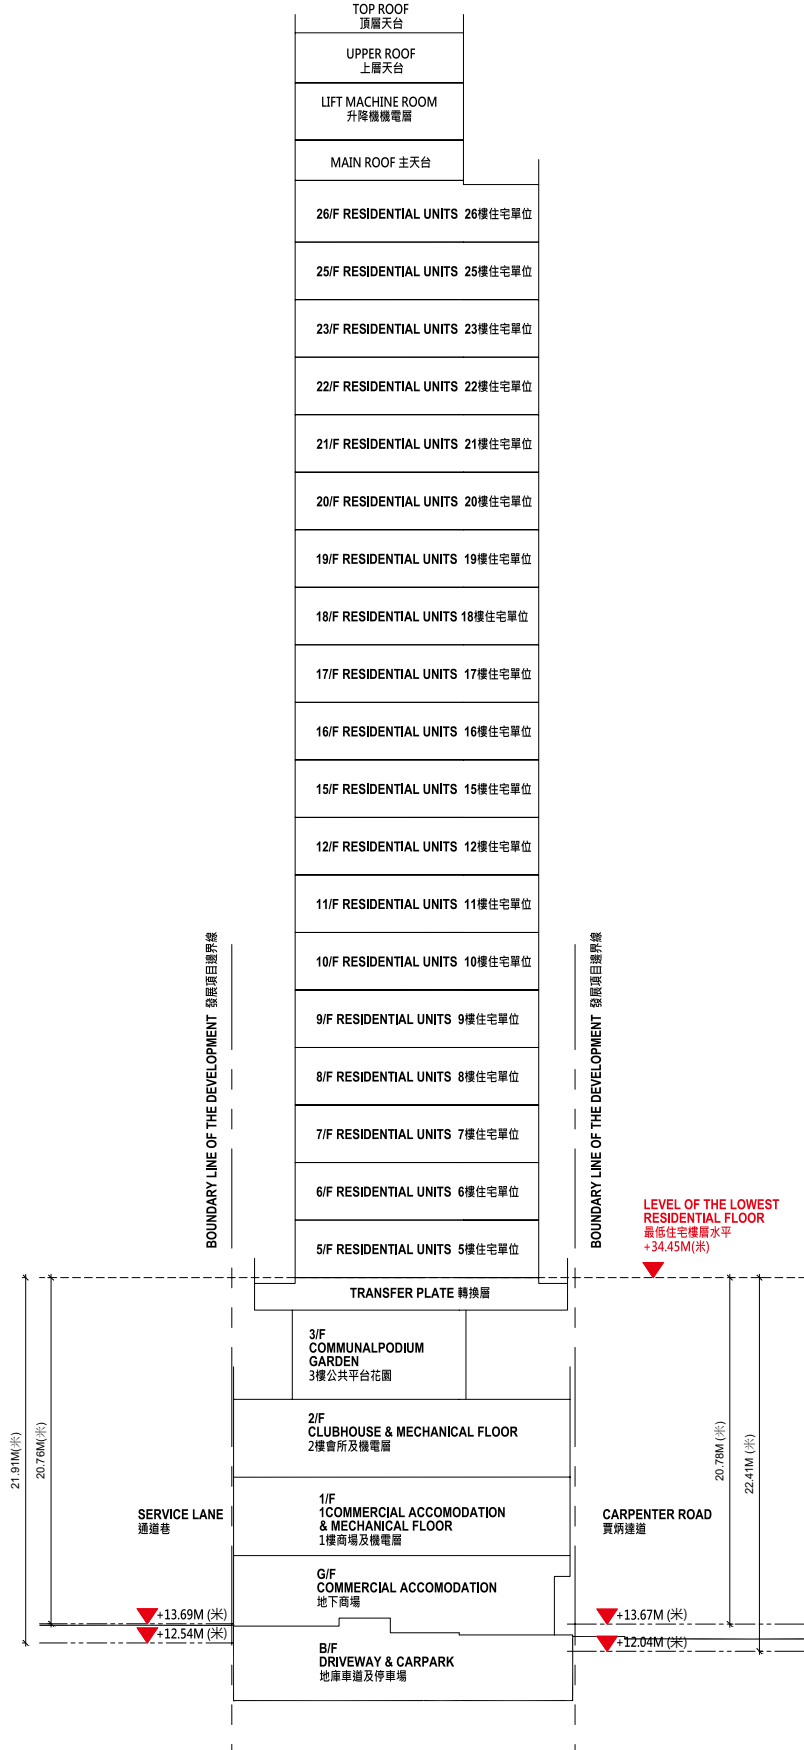 TOP ROOF
頂層天台
UPPER ROOF
上層天台
LIFT MACHINE ROOM
升降機機電層
MAIN ROOF 主天台
26/F RESIDENTIAL UNITS 26樓住宅單位
25/F RESIDENTIAL UNITS 25樓住宅單位
23/F RESIDENTIAL UNITS 23樓住宅單位
22/F RESIDENTIAL UNITS 22樓住宅單位
21/F RESIDENTIAL UNITS 21樓住宅單位
20/F RESIDENTIAL UNITS 20樓住宅單位
19/F RESIDENTIAL UNITS 19樓住宅單位
18/F RESIDENTIAL UNITS 18樓住宅單位
17/F RESIDENTIAL UNITS 17樓住宅單位
16/F RESIDENTIAL UNITS 16樓住宅單位
15/F RESIDENTIAL UNITS 15樓住宅單位
12/F RESIDENTIAL UNITS 12樓住宅單位
11/F RESIDENTIAL UNITS 11樓住宅單位
10/F RESIDENTIAL UNITS 10樓住宅單位
9/F RESIDENTIAL UNITS 9樓住宅單位
8/F RESIDENTIAL UNITS 8樓住宅單位
7/F RESIDENTIAL UNITS 7樓住宅單位
6/F RESIDENTIAL UNITS 6樓住宅單位
5/F RESIDENTIAL UNITS 5樓住宅單位
BOUNDARY LINE OF THE DEVELOPMENT 發展項目邊界線
BOUNDARY LINE OF THE DEVELOPMENT 發展項目邊界線
LEVEL OF THE LOWEST
RESIDENTIAL FLOOR
最低住宅樓層水平
+34.45M(米)
TRANSFER PLATE 轉換層
3/F
COMMUNALPODIUM
GARDEN
3樓公共平台花園
2/F
CLUBHOUSE & MECHANICAL FLOOR
2樓會所及機電層
21.91M(米)
20.76M(米)
20.78M (米)
22.41M (米)
1/F
1COMMERCIAL ACCOMODATION
& MECHANICAL FLOOR
1樓商場及機電層
SERVICE LANE
通道巷
CARPENTER ROAD
賈炳達道
G/F
COMMERCIAL ACCOMODATION
地下商場
+13.69M (米)
+12.54M (米)
+13.67M (米)
+12.04M (米)
B/F
DRIVEWAY & CARPARK
地庫車道及停車場